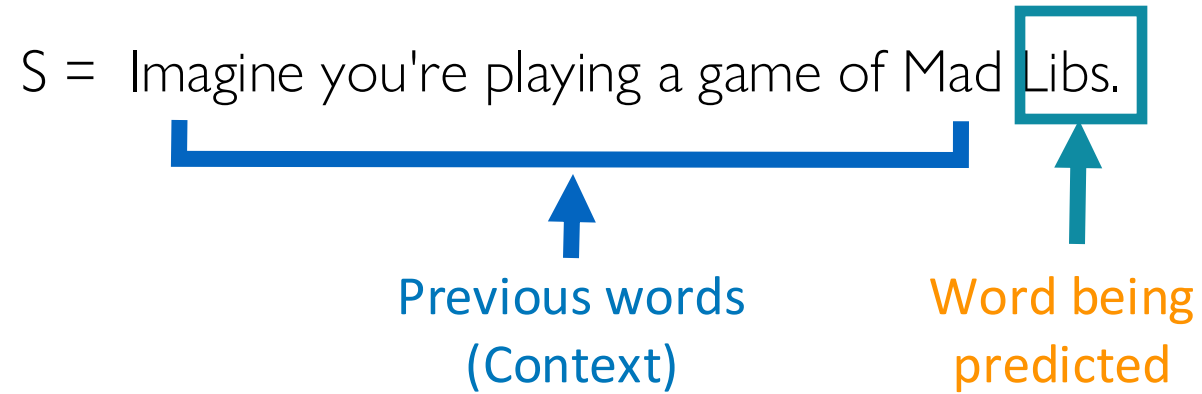 S = Imagine you're playing a game of Mad Libs.
Previous words
(Context)
Word being
predicted